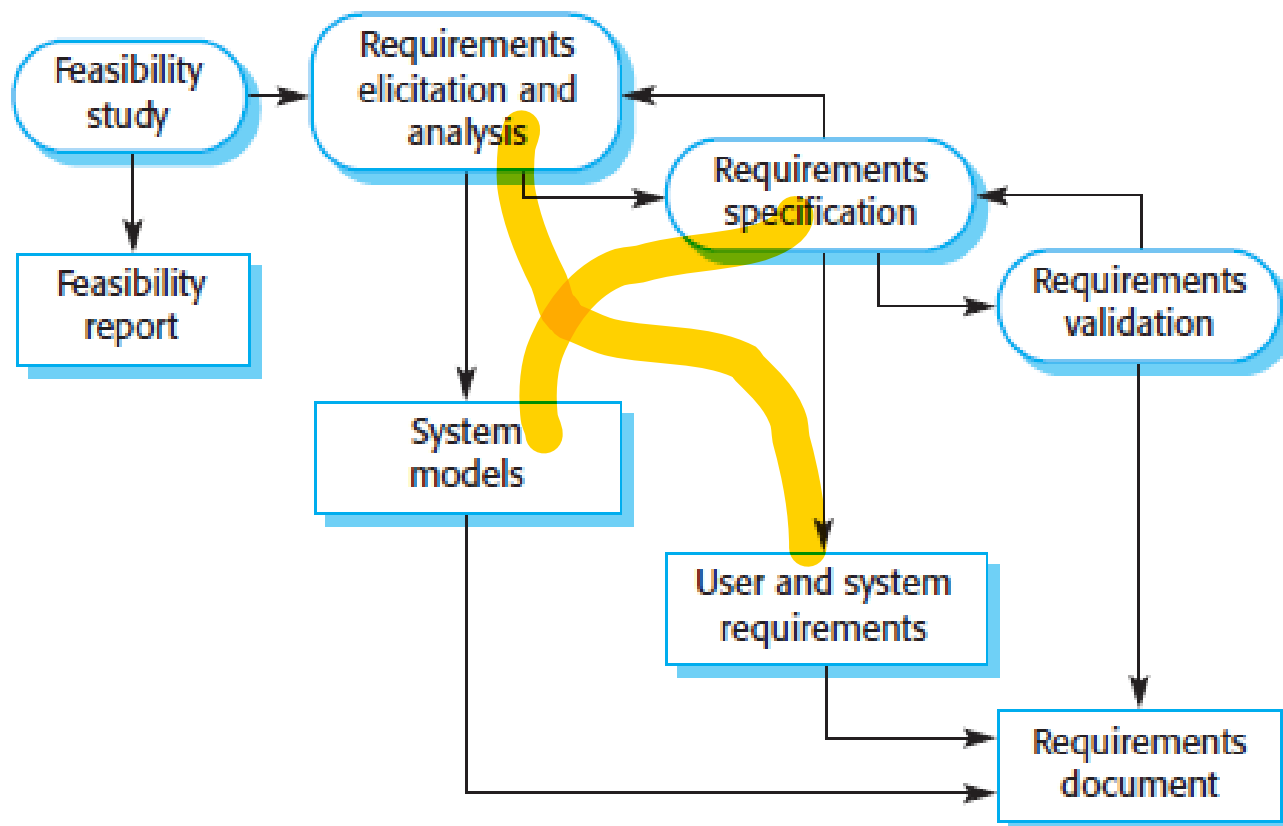 Feasibility
study
Requirements
elicitation and
analysis
Requirements
specification
Requirements
validation
Feasibility
report
System
models
User and system
requirements
Requirements
document